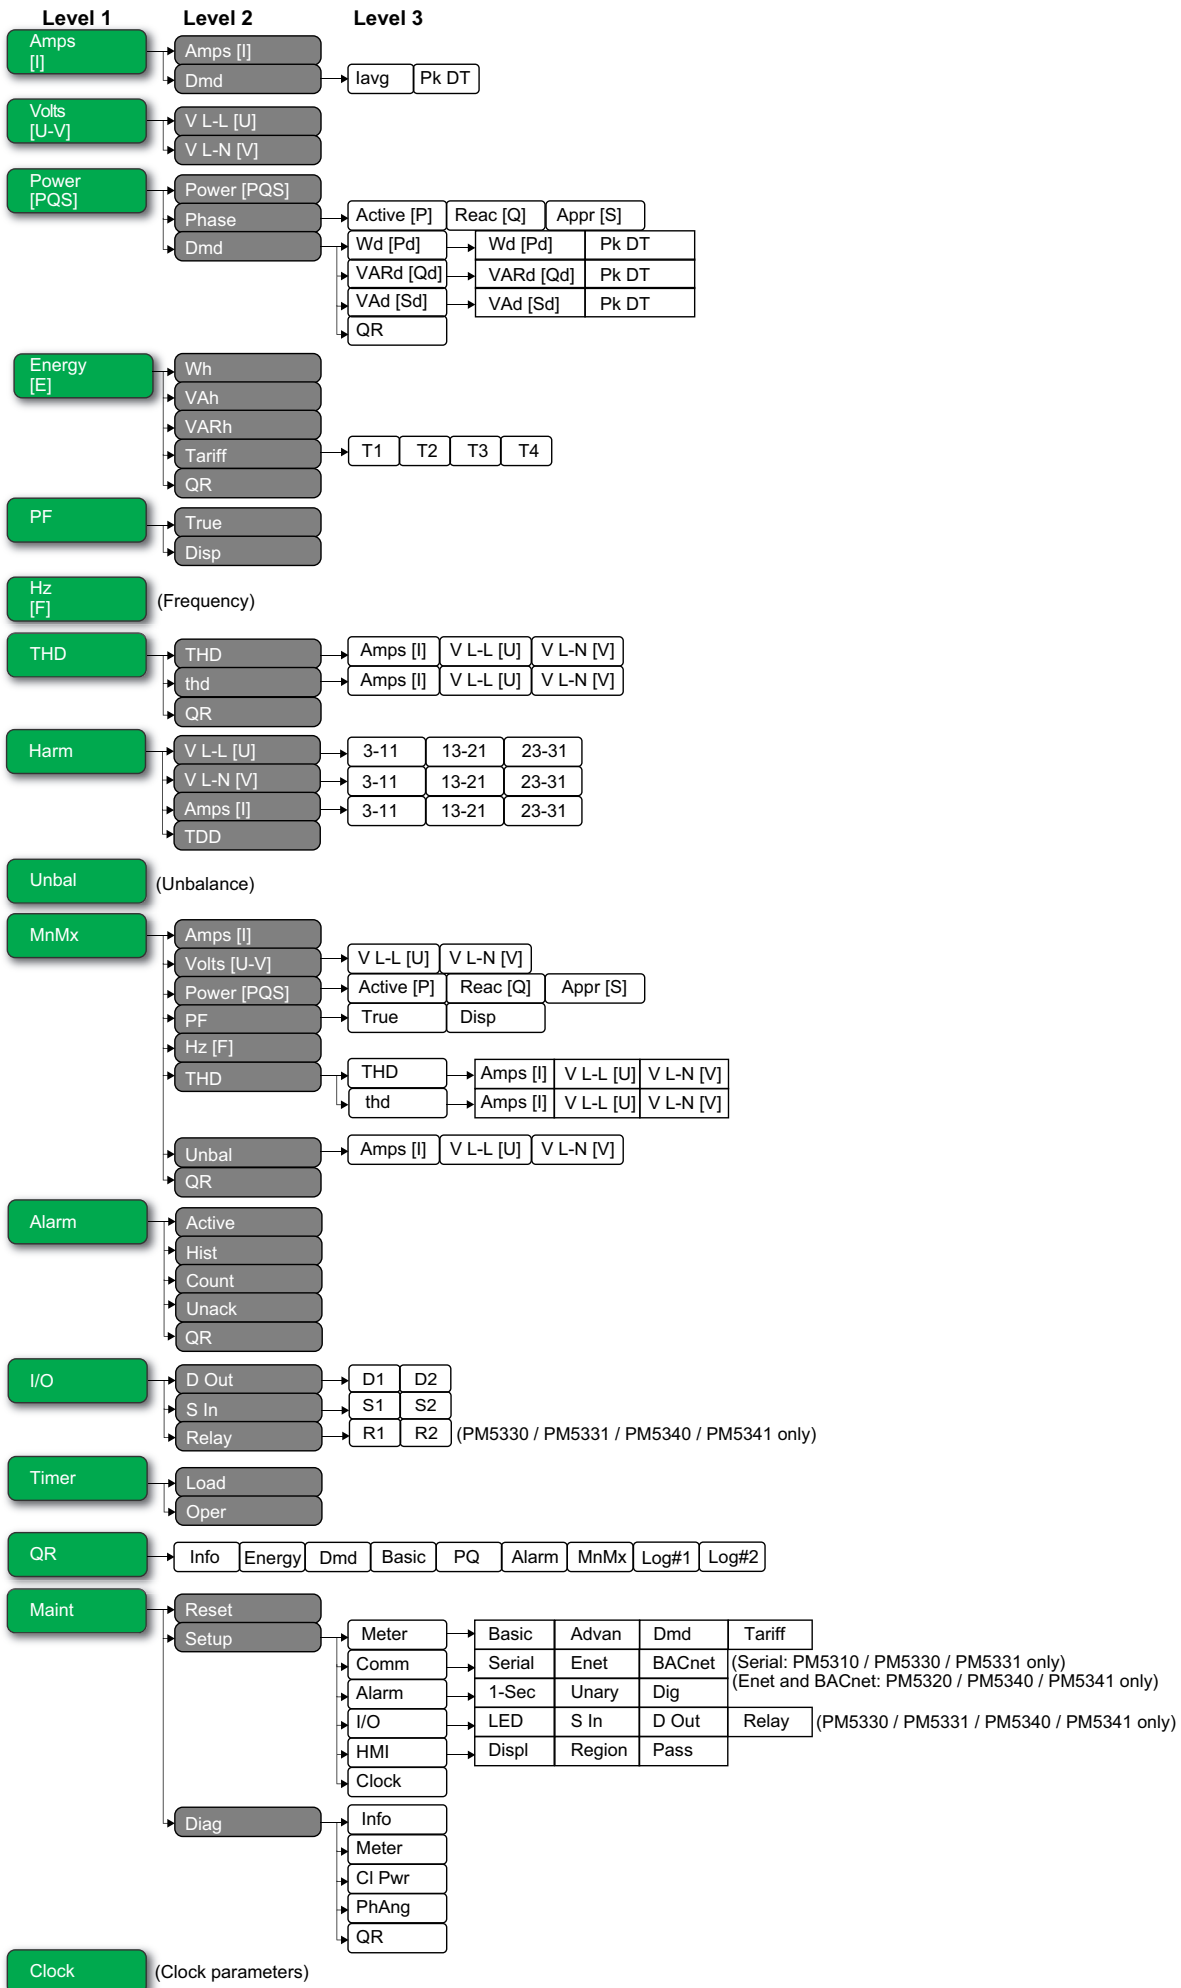 Level 1 Level 2 Level 3
Amps
[I]
Amps [I]
Dmd Iavg Pk DT
Volts
[U-V]
V L-L [U]
V L-N [V]
Power
[PQS]
Power [PQS]
Phase Active [P] Reac [Q] Appr [S]
Dmd Wd [Pd] Wd [Pd] Pk DT
VARd [Qd] VARd [Qd] Pk DT
VAd [Sd] VAd [Sd] Pk DT
QR
Energy
[E]
Wh
VAh
VARh
Tariff T1 T2 T3 T4
QR
PF
True
Disp
Hz
[F]
(Frequency)
THD
THD Amps [I] V L-L [U] V L-N [V]
thd Amps [I] V L-L [U] V L-N [V]
QR
Harm
V L-L [U] 3-11 13-21 23-31
V L-N [V] 3-11 13-21 23-31
Amps [I] 3-11 13-21 23-31
TDD
Unbal (Unbalance)
MnMx
Amps [I]
Volts [U-V] V L-L [U] V L-N [V]
Power [PQS] Active [P] Reac [Q] Appr [S]
PF True Disp
Hz [F]
THD THD Amps [I] V L-L [U] V L-N [V]
thd Amps [I] V L-L [U] V L-N [V]
Unbal Amps [I] V L-L [U] V L-N [V]
QR
Alarm
Active
Hist
Count
Unack
QR
I/O
D Out D1 D2
S In S1 S2
Relay R1 R2 (PM5330 / PM5331 / PM5340 / PM5341 only)
Timer
Load
Oper
QR Info Energy Dmd Basic PQ Alarm MnMx Log#1 Log#2
Maint
Reset
Setup Meter Basic Advan Dmd Tariff
Comm Serial Enet BACnet (Serial: PM5310 / PM5330 / PM5331 only)
(Enet and BACnet: PM5320 / PM5340 / PM5341 only)
Alarm 1-Sec Unary Dig
I/O LED S In D Out Relay (PM5330 / PM5331 / PM5340 / PM5341 only)
HMI Displ Region Pass
Clock
Diag Info
Meter
Cl Pwr
PhAng
QR
Clock (Clock parameters)